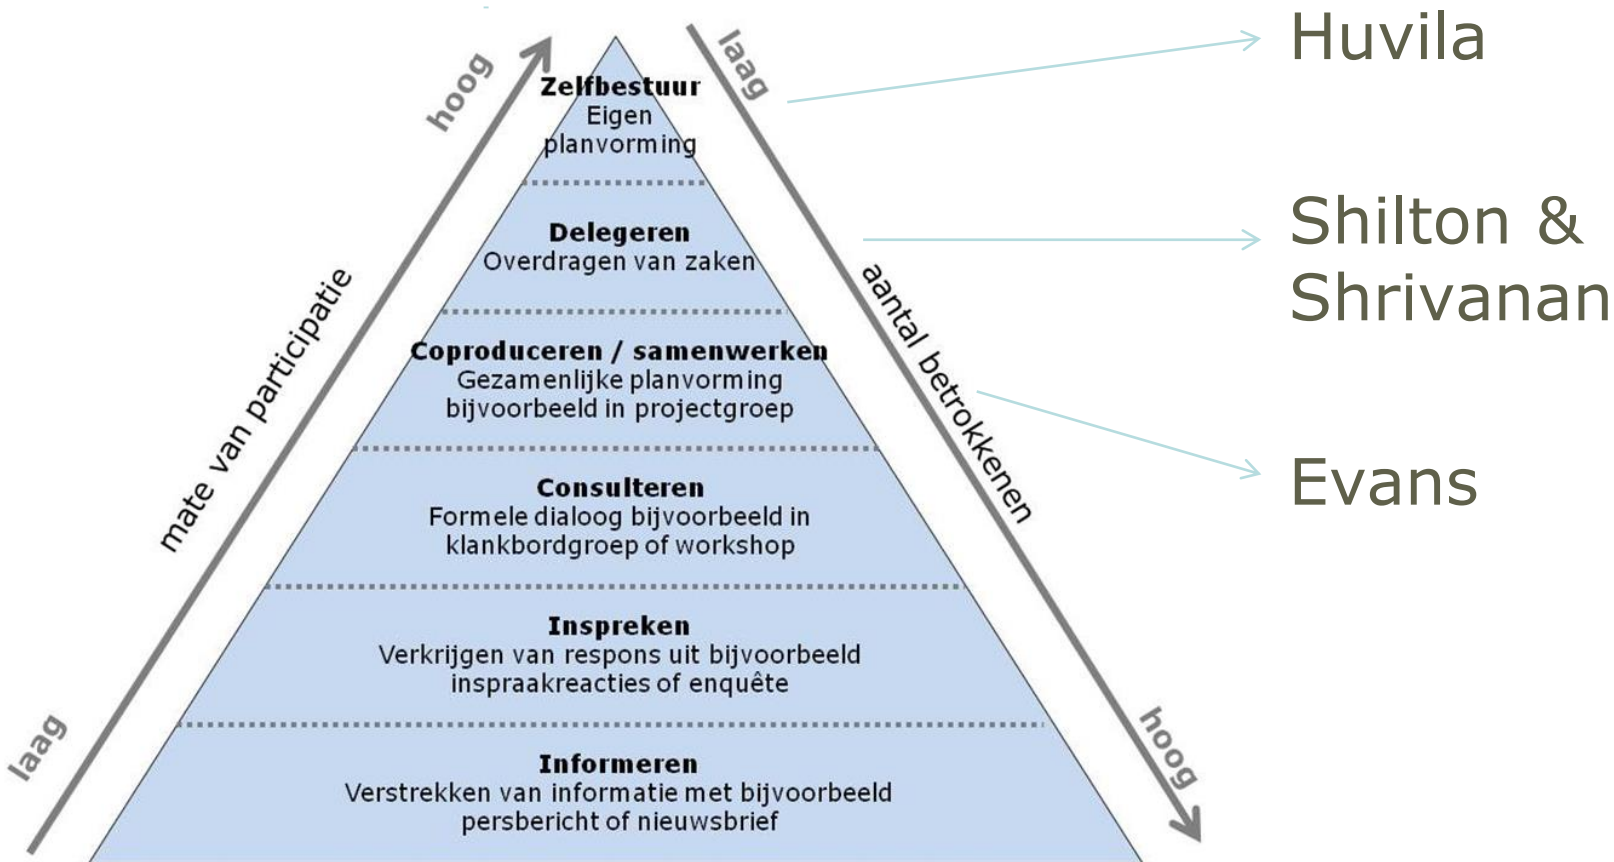 Zelfbestuur
Eigen
planvorming
Delegeren
Overdragen van zaken
Coproduceren / samenwerken
Gezamenlijke planvorming
bijvoorbeeld in projectgroep
Consulteren
Formele dialoog bijvoorbeeld in
klankbordgroep of workshop
Inspreken
Verkrijgen van respons uit bijvoorbeeld
inspraakreacties of enquête
Informeren
Verstrekken van informatie met bijvoorbeeld
persbericht of nieuwsbrief
hoog
mate van participatie
laag
laag
aantal betrokkenen
hoog
Huvila
Shilton &
Shrivanan
Evans